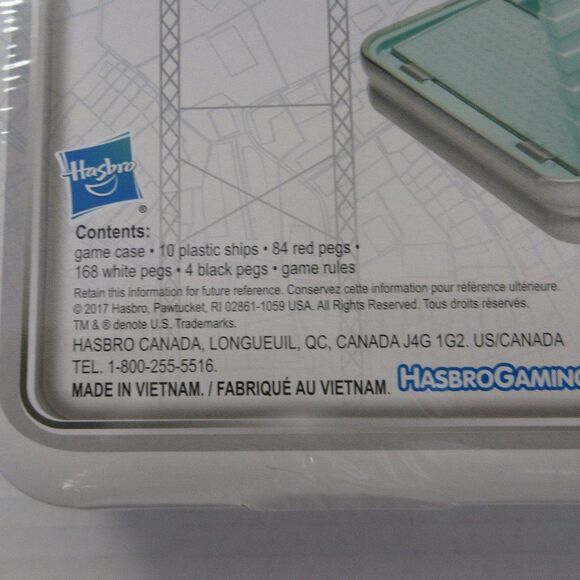 Hasbro
®
Contents:
game case • 10 plastic ships • 84 red pegs •
168 white pegs • 4 black pegs • game rules
Retain this information for future reference. Conservez cette information pour référence ultérieure.
© 2017 Hasbro, Pawtucket, RI 02861-1059 USA. All Rights Reserved. Tous droits réservés.
TM & ® denote U.S. Trademarks.
HASBRO CANADA, LONGUEUIL, QC, CANADA J4G 1G2. US/CANADA
TEL. 1-800-255-5516.
MADE IN VIETNAM. / FABRIQUÉ AU VIETNAM.
HASBROGAMING